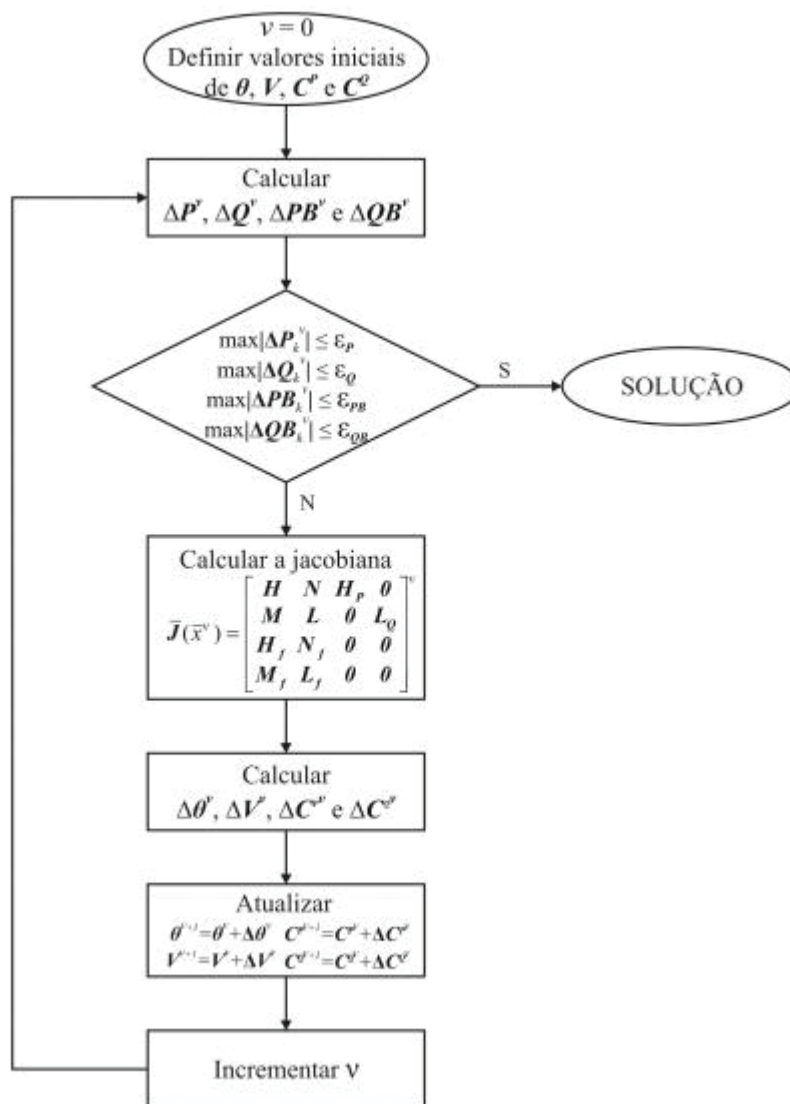 ν = 0
Definir valores iniciais
de θ, V, Cᴾ e C^Q
Calcular
ΔP^ν, ΔQ^ν, ΔPB^ν e ΔQB^ν
max|ΔP_k^ν| ≤ ε_P
max|ΔQ_k^ν| ≤ ε_Q
max|ΔPB_k^ν| ≤ ε_PB
max|ΔQB_k^ν| ≤ ε_QB
S
SOLUÇÃO
N
Calcular a jacobiana
H N H_P 0
J̄(x̄^ν) = M L 0 L_Q
H_f N_f 0 0
M_f L_f 0 0
ν
Calcular
Δθ^ν, ΔV^ν, ΔC^Pν e ΔC^qν
Atualizar
θ^ν+1=θ^ν+Δθ^ν C^pν+1=C^pν+ΔC^pν
V^ν+1=V^ν+ΔV^ν C^qν+1=C^qν+ΔC^qν
Incrementar ν